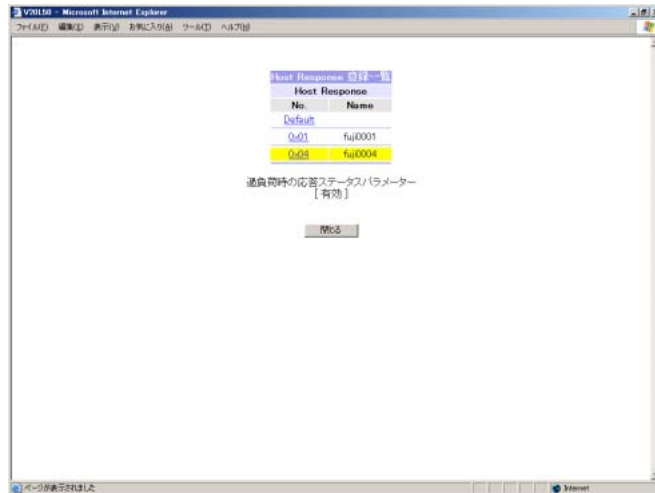 V20L50 - Microsoft Internet Explorer
ファイル(F) 編集(E) 表示(V) お気に入り(A) ツール(T) ヘルプ(H)
Host Response 登録一覧
Host Response
No. Name
Default
0x01 fuji0001
0x04 fuji0004
過負荷時の応答ステータスパラメーター
[ 有効 ]
閉じる
ページが表示されました
Internet